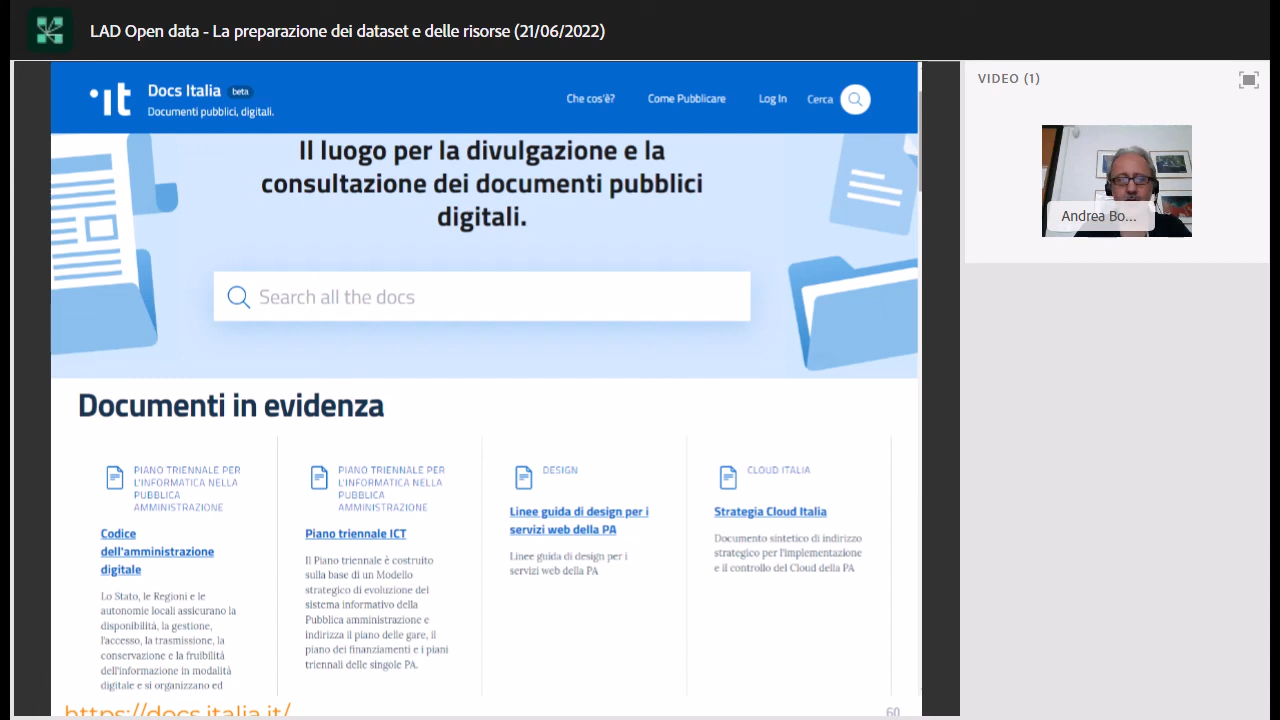 LAD Open data - La preparazione dei dataset e delle risorse (21/06/2022)
VIDEO (1)
Andrea Bo...
Docs Italia beta
Documenti pubblici, digitali.
Che cos'è?
Come Pubblicare
Log In
Cerca
Il luogo per la divulgazione e la
consultazione dei documenti pubblici
digitali.
Search all the docs
Documenti in evidenza
PIANO TRIENNALE PER
L'INFORMATICA NELLA
PUBBLICA
AMMINISTRAZIONE
Codice
dell'amministrazione
digitale
Lo Stato, le Regioni e le
autonomie locali assicurano la
disponibilità, la gestione,
l'accesso, la trasmissione, la
conservazione e la fruibilità
dell'informazione in modalità
digitale e si organizzano ed
PIANO TRIENNALE PER
L'INFORMATICA NELLA
PUBBLICA
AMMINISTRAZIONE
Piano triennale ICT
Il Piano triennale è costruito
sulla base di un Modello
strategico di evoluzione del
sistema informativo della
Pubblica amministrazione e
indirizza il piano delle gare, il
piano dei finanziamenti e i piani
triennali delle singole PA.
DESIGN
Linee guida di design per i
servizi web della PA
Linee guida di design per i
servizi web della PA
CLOUD ITALIA
Strategia Cloud Italia
Documento sintetico di indirizzo
strategico per l'implementazione
e il controllo del Cloud della PA
https://docs.italia.it/
60